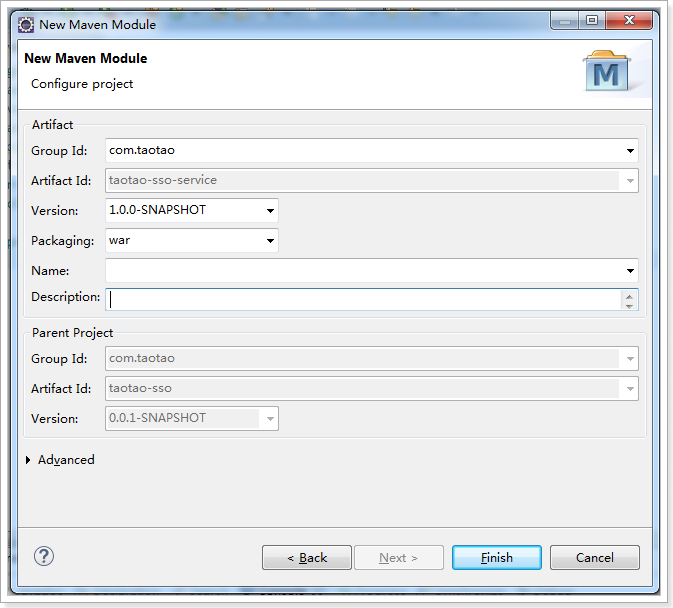 New Maven Module
New Maven Module
Configure project
M
Artifact
Group Id: com.taotao
Artifact Id: taotao-sso-service
Version: 1.0.0-SNAPSHOT
Packaging: war
Name:
Description:
Parent Project
Group Id: com.taotao
Artifact Id: taotao-sso
Version: 0.0.1-SNAPSHOT
Advanced
? < Back Next > Finish Cancel